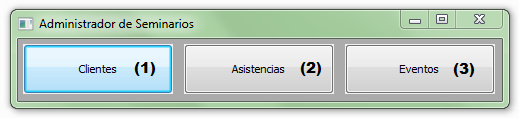 Administrador de Seminarios
Clientes (1) Asistencias (2) Eventos (3)